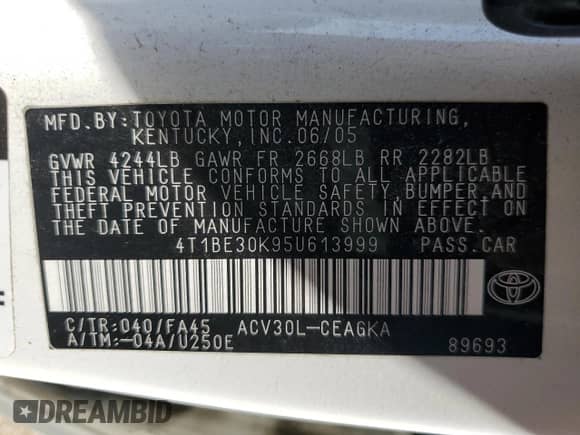 MFD.BY:TOYOTA MOTOR MANUFACTURING,
KENTUCKY, INC. 06/05
GVWR 4244LB GAWR FR 2668LB RR 2282LB
THIS VEHICLE CONFORMS TO ALL APPLICABLE
FEDERAL MOTOR VEHICLE SAFETY, BUMPER, AND
THEFT PREVENTION STANDARDS IN EFFECT ON
THE DATE OF MANUFACTURE SHOWN ABOVE.
4T1BE30K95U613999 PASS.CAR
C/TR:040/FA45 ACV30L-CEAGKA
A/TM:-04A/U250E
89693
DREAMBID